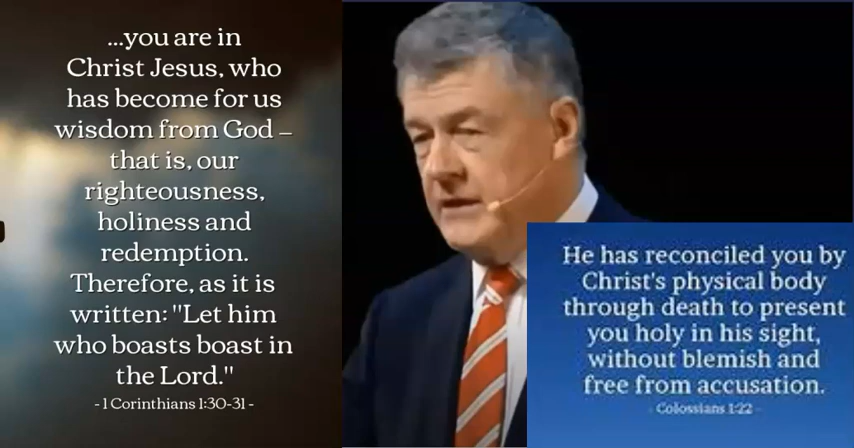 ...you are in
Christ Jesus, who
has become for us
wisdom from God –
that is, our
righteousness,
holiness and
redemption.
Therefore, as it is
written: "Let him
who boasts boast in
the Lord."
- 1 Corinthians 1:30-31 -
He has reconciled you by
Christ's physical body
through death to present
you holy in his sight,
without blemish and
free from accusation.
- Colossians 1:22 -